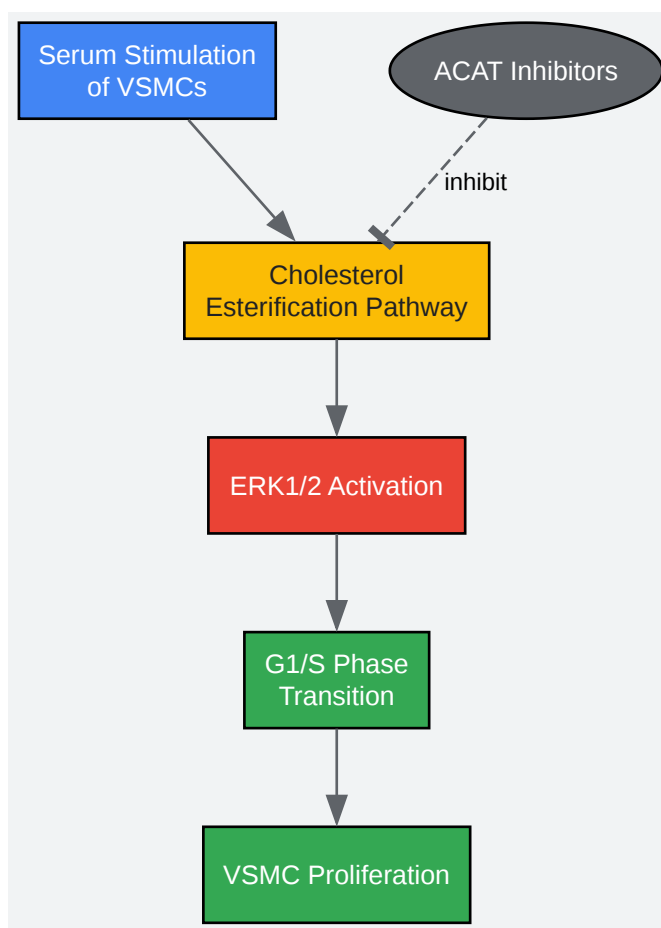 Serum Stimulation
of VSMCs
ACAT Inhibitors
inhibit
Cholesterol
Esterification Pathway
ERK1/2 Activation
G1/S Phase
Transition
VSMC Proliferation